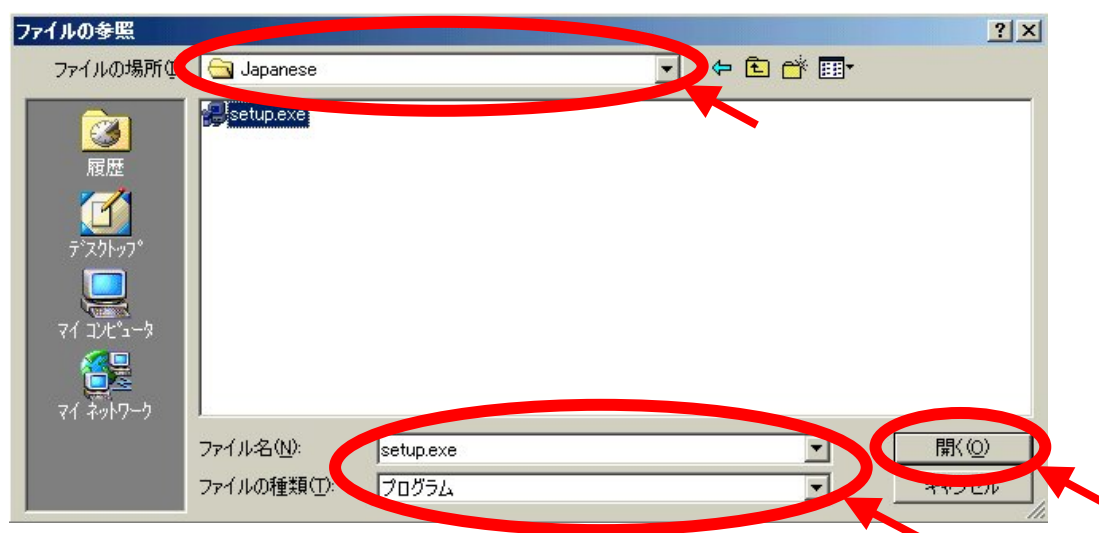 ファイルの参照
ファイルの場所(I
Japanese
setup.exe
履歴
デスクトップ
マイ コンピュータ
マイ ネットワーク
ファイル名(N):
setup.exe
開く(O)
ファイルの種類(T):
プログラム
キャンセル